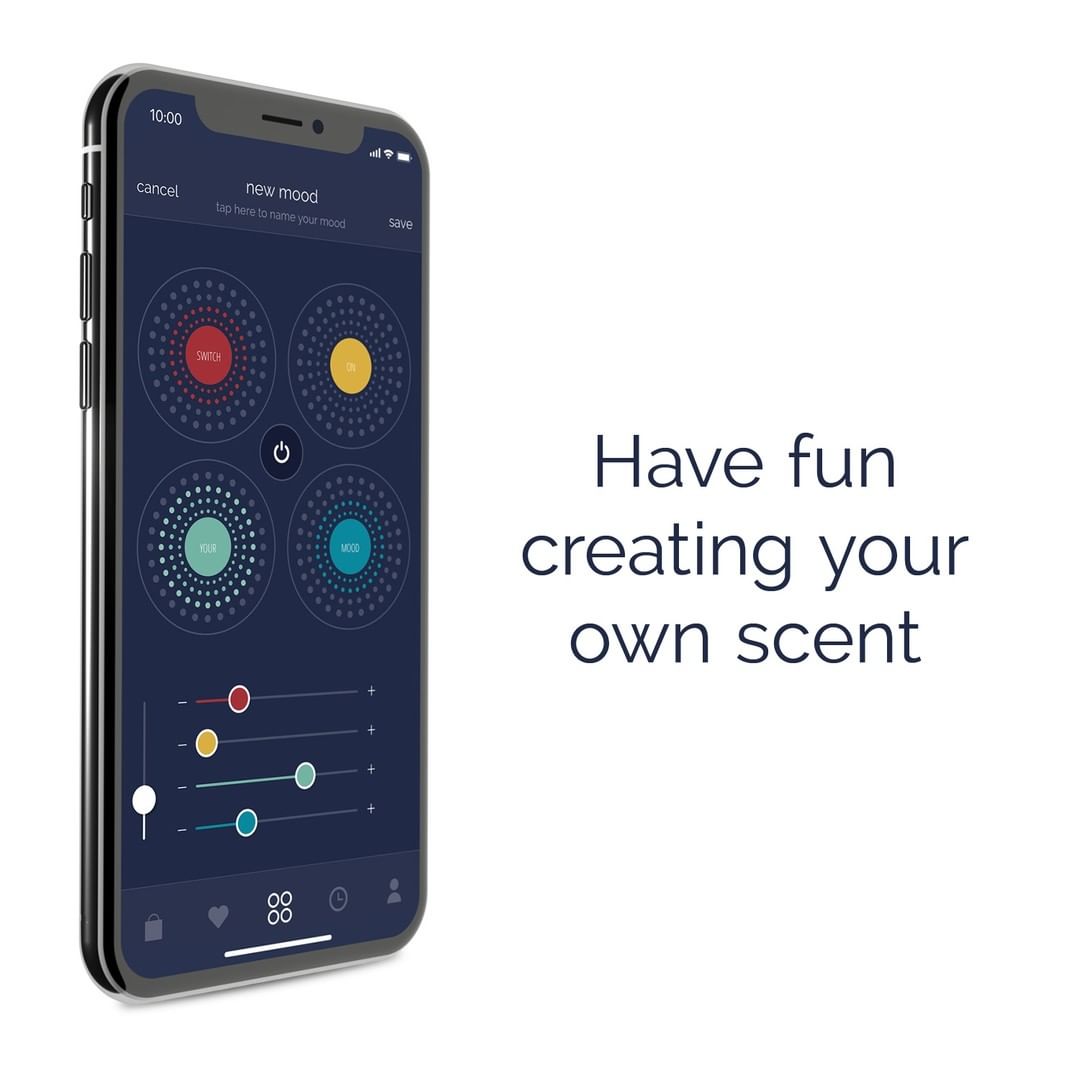 10:00
cancel
new mood
tap here to name your mood
save
SWITCH
ON
YOUR
MOOD
− +
− +
− +
− +
Have fun
creating your
own scent